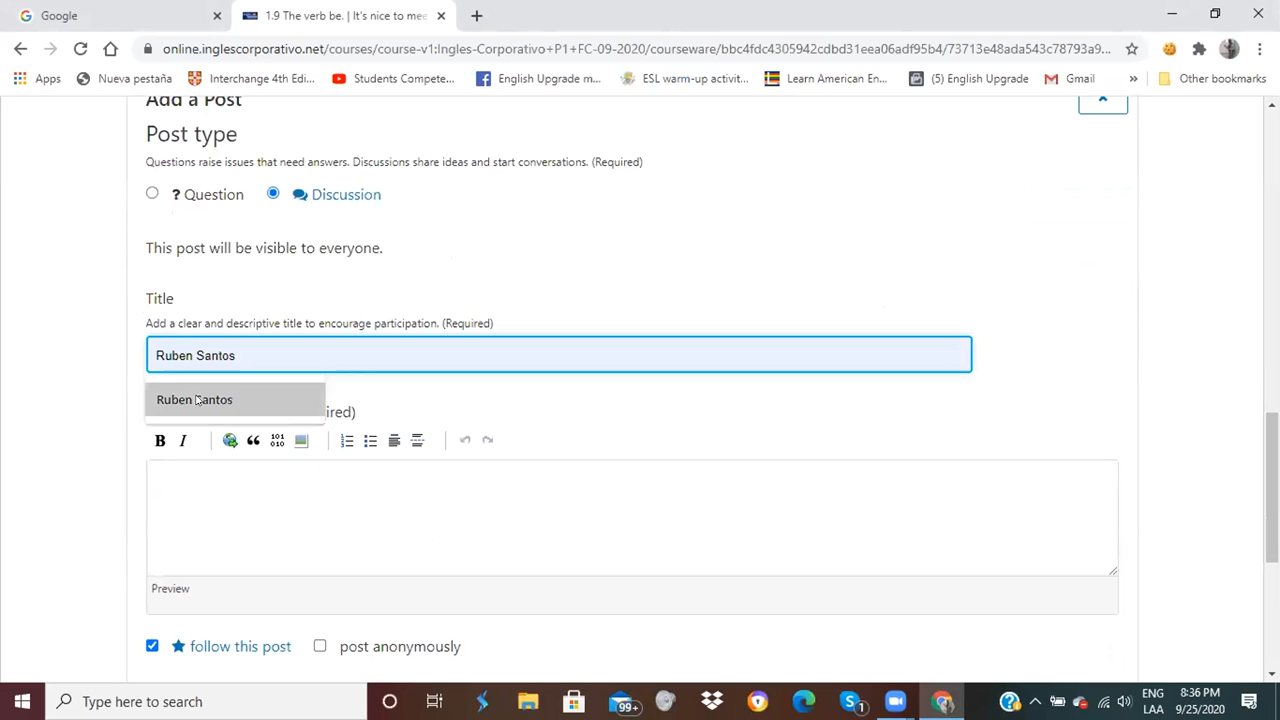 Google
1.9 The verb be. | It's nice to mee
online.inglescorporativo.net/courses/course-v1:Ingles-Corporativo+P1+FC-09-2020/courseware/bbc4fdc4305942cdbd31eea06adf95b4/73713e48ada543c78793a9...
Apps
Nueva pestaña
Interchange 4th Edi...
Students Compete...
English Upgrade m...
ESL warm-up activit...
Learn American En...
(5) English Upgrade
Gmail
»
Other bookmarks
Add a Post
Post type
Questions raise issues that need answers. Discussions share ideas and start conversations. (Required)
? Question
Discussion
This post will be visible to everyone.
Title
Add a clear and descriptive title to encourage participation. (Required)
Ruben Santos
Ruben Santos
ired)
B I
101
010
Preview
follow this post
post anonymously
Type here to search
99+
1
ENG
LAA
8:36 PM
9/25/2020